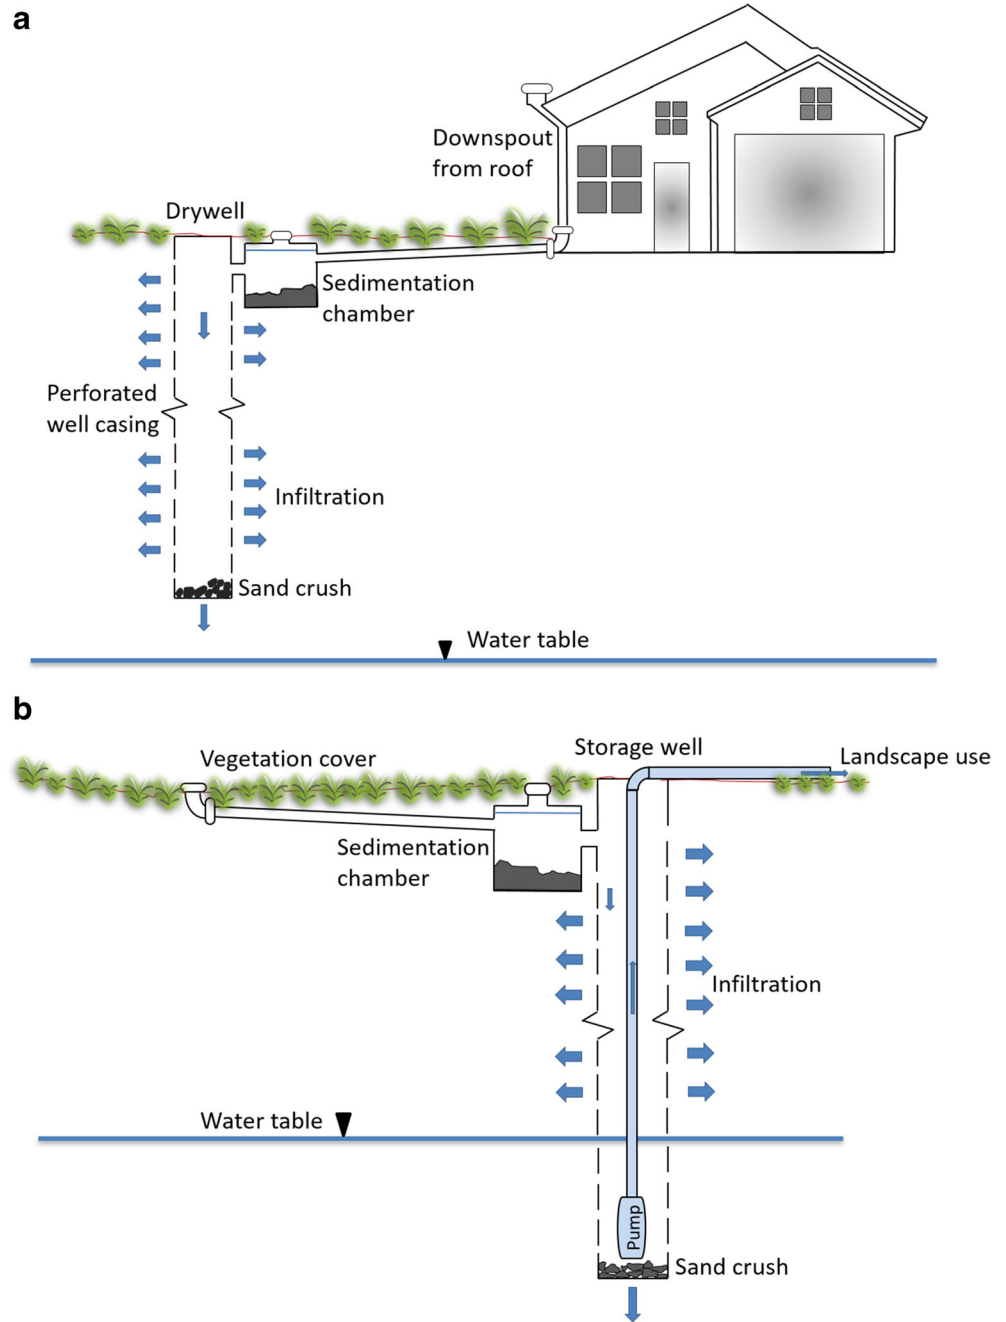 a
Downspout
from roof
Drywell
Sedimentation
chamber
Perforated
well casing
Infiltration
Sand crush
Water table
b
Vegetation cover
Storage well
Landscape use
Sedimentation
chamber
Infiltration
Water table
Pump
Sand crush